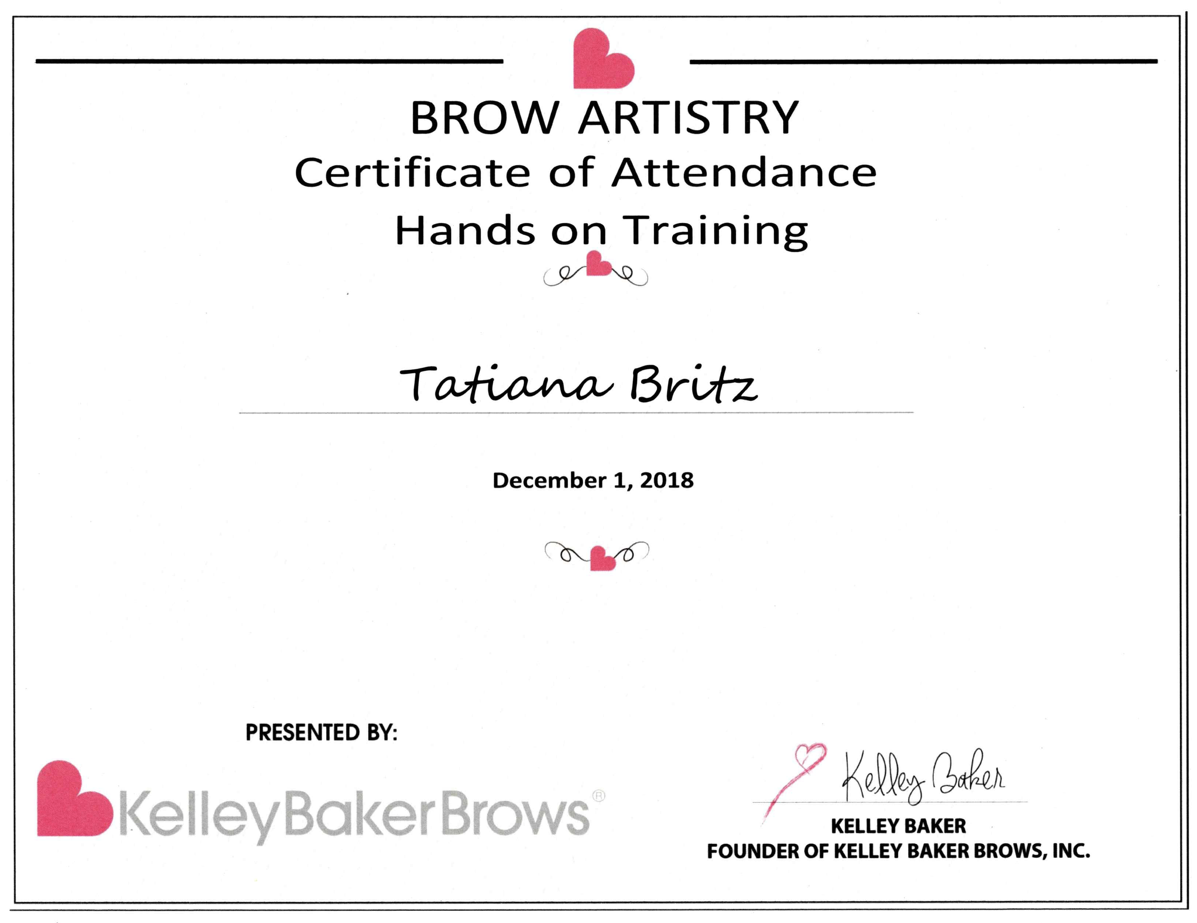 BROW ARTISTRY
Certificate of Attendance
Hands on Training
Tatiana Britz
December 1, 2018
PRESENTED BY:
KelleyBakerBrows®
Kelley Baker
KELLEY BAKER
FOUNDER OF KELLEY BAKER BROWS, INC.